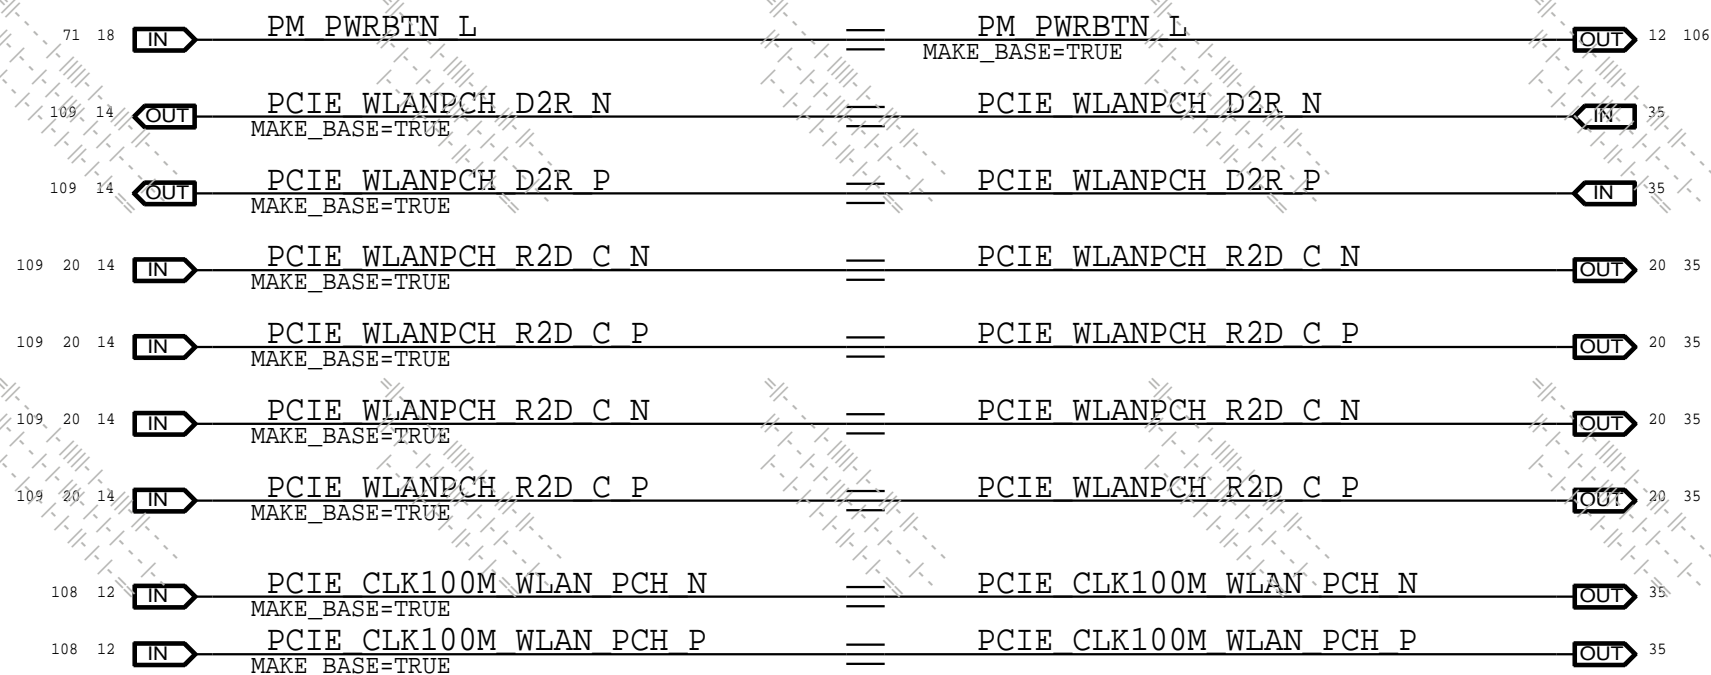 71 18 IN PM_PWRBTN_L PM_PWRBTN_L OUT 12 106
MAKE_BASE=TRUE
109 14 OUT PCIE_WLANPCH_D2R_N PCIE_WLANPCH_D2R_N IN 35
MAKE_BASE=TRUE
109 14 OUT PCIE_WLANPCH_D2R_P PCIE_WLANPCH_D2R_P IN 35
MAKE_BASE=TRUE
109 20 14 IN PCIE_WLANPCH_R2D_C_N PCIE_WLANPCH_R2D_C_N OUT 20 35
MAKE_BASE=TRUE
109 20 14 IN PCIE_WLANPCH_R2D_C_P PCIE_WLANPCH_R2D_C_P OUT 20 35
MAKE_BASE=TRUE
109 20 14 IN PCIE_WLANPCH_R2D_C_N PCIE_WLANPCH_R2D_C_N OUT 20 35
MAKE_BASE=TRUE
109 20 14 IN PCIE_WLANPCH_R2D_C_P PCIE_WLANPCH_R2D_C_P OUT 20 35
MAKE_BASE=TRUE
108 12 IN PCIE_CLK100M_WLAN_PCH_N PCIE_CLK100M_WLAN_PCH_N OUT 35
MAKE_BASE=TRUE
108 12 IN PCIE_CLK100M_WLAN_PCH_P PCIE_CLK100M_WLAN_PCH_P OUT 35
MAKE_BASE=TRUE